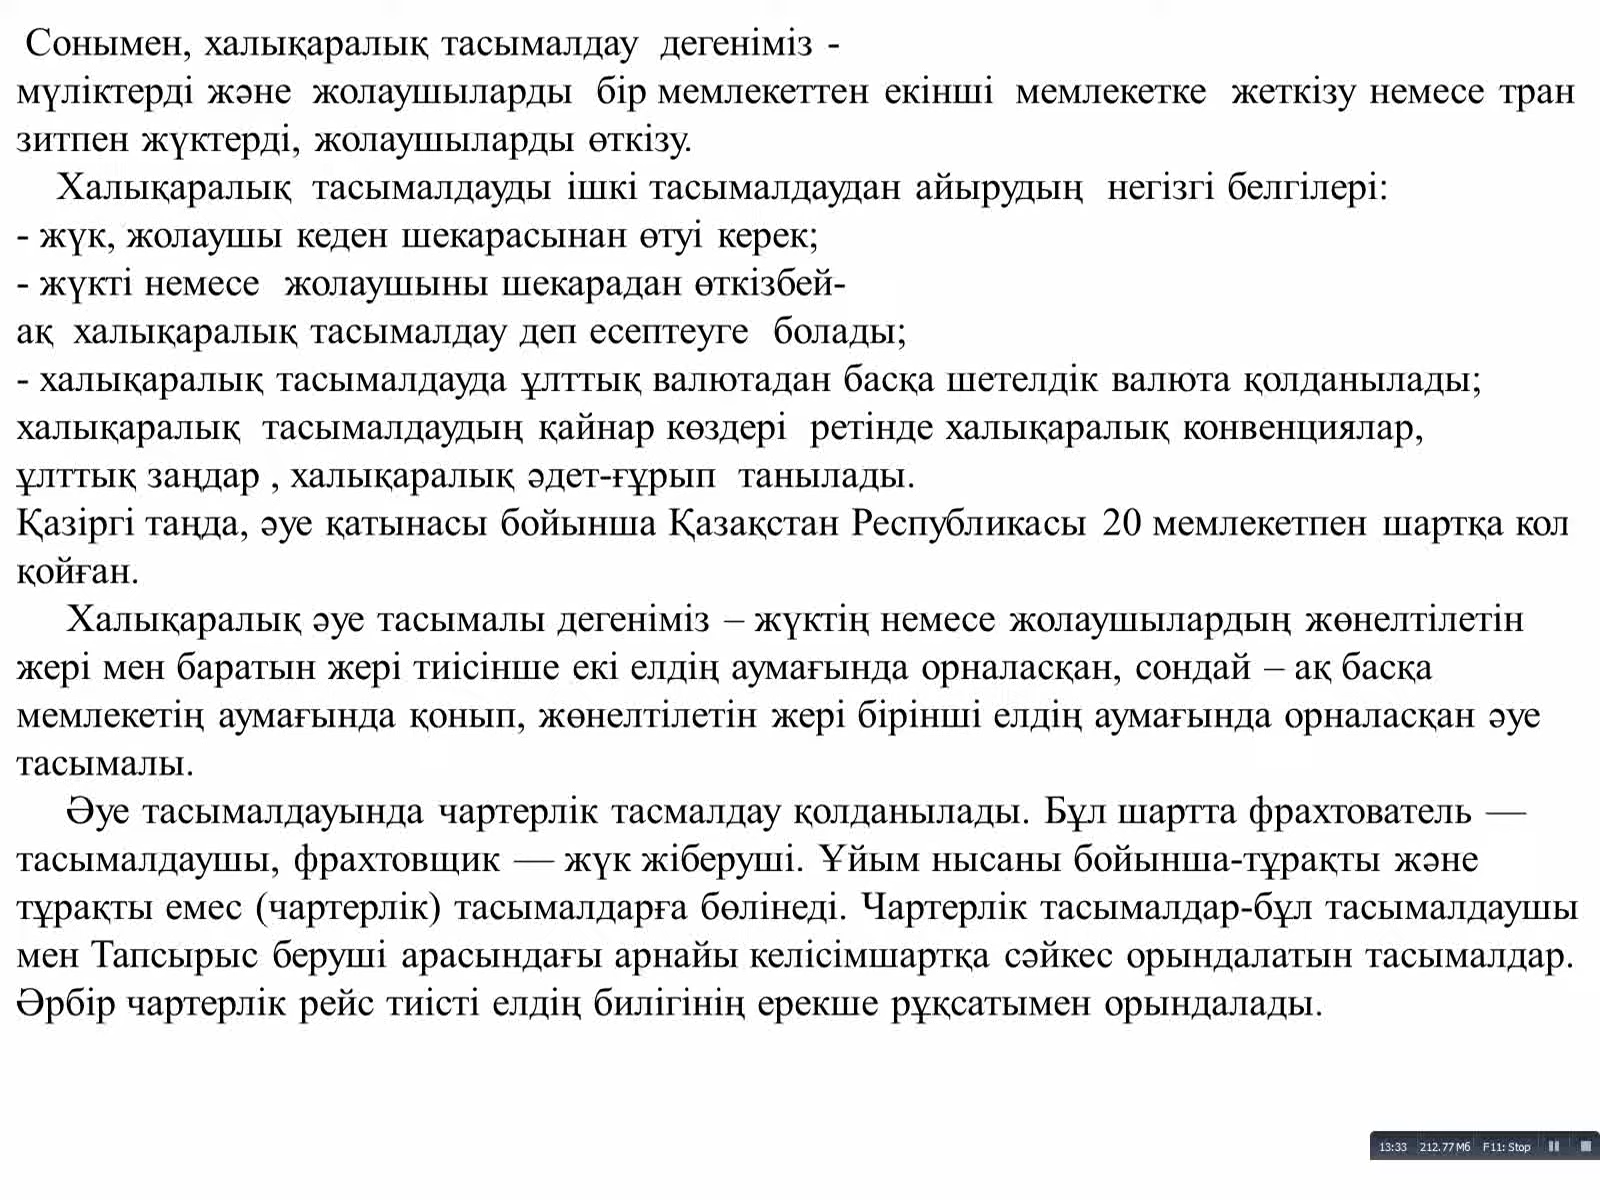 Сонымен, халықаралық тасымалдау дегеніміз -
мүліктерді және жолаушыларды бір мемлекеттен екінші мемлекетке жеткізу немесе тран
зитпен жүктерді, жолаушыларды өткізу.
Халықаралық тасымалдауды ішкі тасымалдаудан айырудың негізгі белгілері:
- жүк, жолаушы кеден шекарасынан өтуі керек;
- жүкті немесе жолаушыны шекарадан өткізбей-
ақ халықаралық тасымалдау деп есептеуге болады;
- халықаралық тасымалдауда ұлттық валютадан басқа шетелдік валюта қолданылады;
халықаралық тасымалдаудың қайнар көздері ретінде халықаралық конвенциялар,
ұлттық заңдар , халықаралық әдет-ғұрып танылады.
Қазіргі таңда, әуе қатынасы бойынша Қазақстан Республикасы 20 мемлекетпен шартқа кол
қойған.
Халықаралық әуе тасымалы дегеніміз – жүктің немесе жолаушылардың жөнелтілетін
жері мен баратын жері тиісінше екі елдің аумағында орналасқан, сондай – ақ басқа
мемлекетің аумағында қонып, жөнелтілетін жері бірінші елдің аумағында орналасқан әуе
тасымалы.
Әуе тасымалдауында чартерлік тасмалдау қолданылады. Бұл шартта фрахтователь —
тасымалдаушы, фрахтовщик — жүк жіберуші. Ұйым нысаны бойынша-тұрақты және
тұрақты емес (чартерлік) тасымалдарға бөлінеді. Чартерлік тасымалдар-бұл тасымалдаушы
мен Тапсырыс беруші арасындағы арнайы келісімшартқа сәйкес орындалатын тасымалдар.
Әрбір чартерлік рейс тиісті елдің билігінің ерекше рұқсатымен орындалады.
13:33 212.77Мб F11: Stop